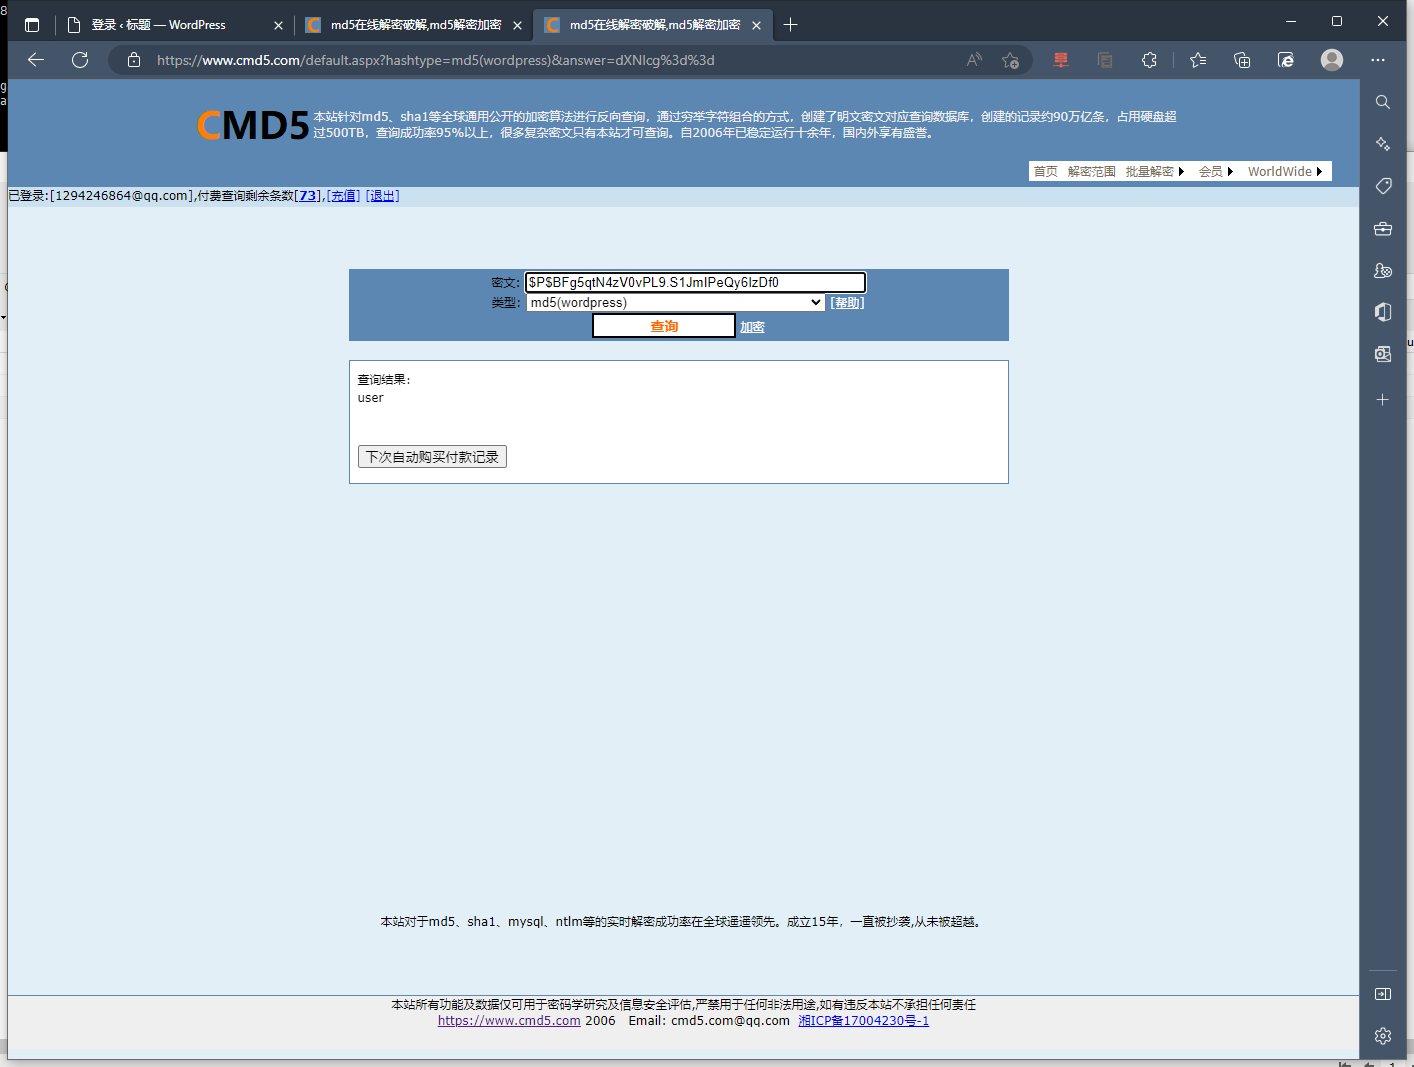 登录 ‹ 标题 — WordPress
md5在线解密破解,md5解密加密
md5在线解密破解,md5解密加密
https://www.cmd5.com/default.aspx?hashtype=md5(wordpress)&answer=dXNlcg%3d%3d
CMD5
本站针对md5、sha1等全球通用公开的加密算法进行反向查询，通过穷举字符组合的方式，创建了明文密文对应查询数据库，创建的记录约90万亿条，占用硬盘超
过500TB，查询成功率95%以上，很多复杂密文只有本站才可查询。自2006年已稳定运行十余年，国内外享有盛誉。
首页 解密范围 批量解密 会员 WorldWide
已登录:[1294246864@qq.com],付费查询剩余条数[73],[充值] [退出]
密文: $P$BFg5qtN4zV0vPL9.S1JmIPeQy6IzDf0
类型: md5(wordpress) [帮助]
查询 加密
查询结果:
user
下次自动购买付款记录
本站对于md5、sha1、mysql、ntlm等的实时解密成功率在全球遥遥领先。成立15年，一直被抄袭,从未被超越。
本站所有功能及数据仅可用于密码学研究及信息安全评估,严禁用于任何非法用途,如有违反本站不承担任何责任
https://www.cmd5.com 2006 Email: cmd5.com@qq.com 湘ICP备17004230号-1